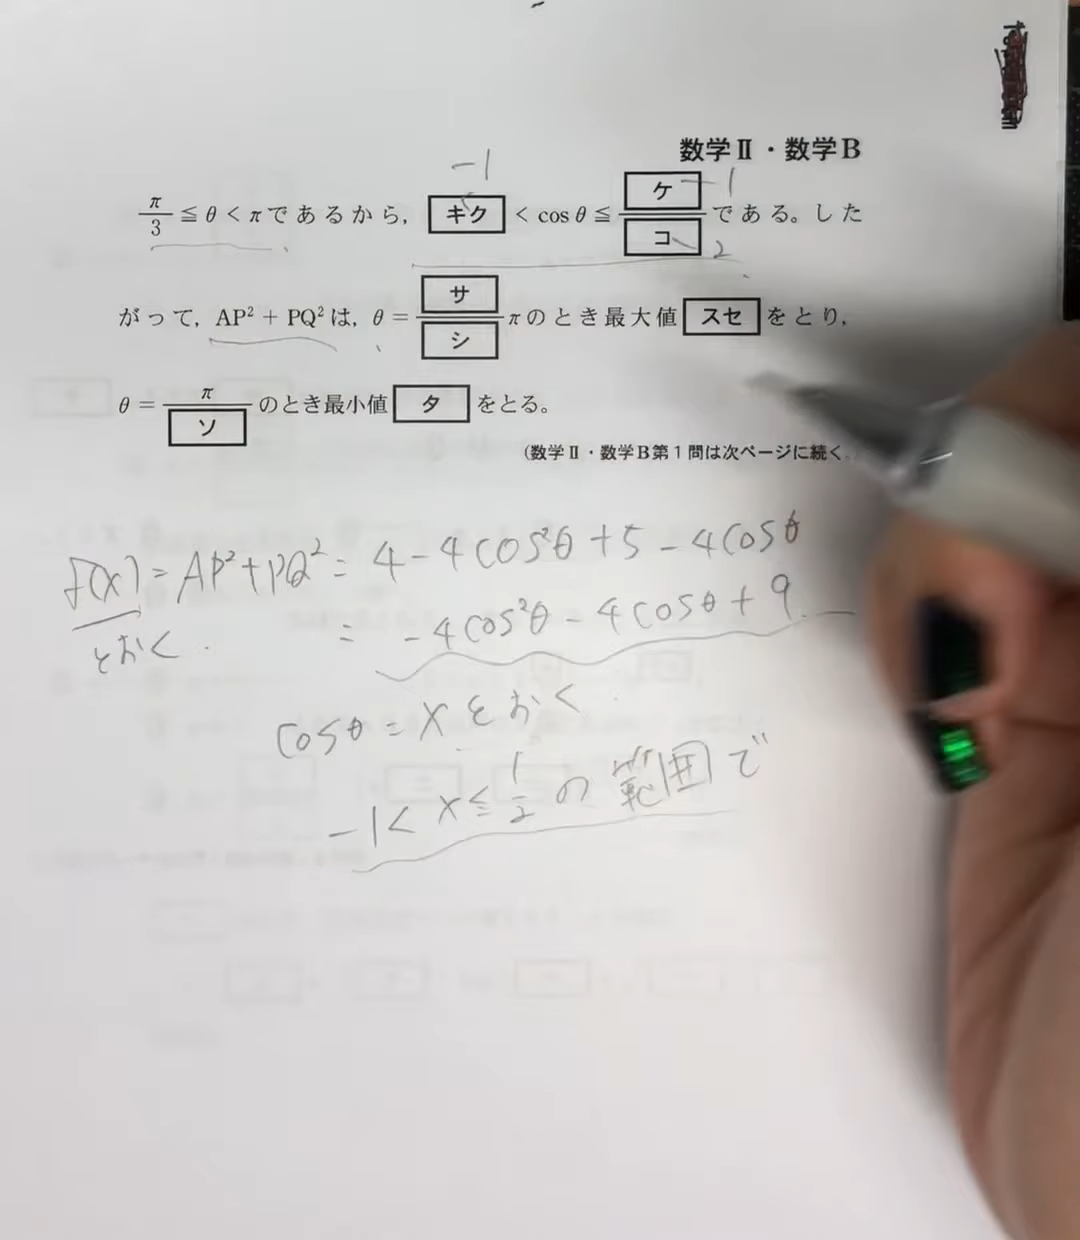 数学Ⅱ・数学B
-1
π/3 ≦ θ < π であるから, キク < cos θ ≦ ケ/コ である。した
1
2
がって, AP² + PQ² は, θ = サ/シ π のとき最大値 スセ をとり,
θ = π/ソ のとき最小値 タ をとる。
(数学Ⅱ・数学B第1問は次ページに続く。
f(x) = AP² + PQ² = 4 - 4cos²θ + 5 - 4cosθ
とおく. = -4cos²θ - 4cosθ + 9.
cosθ = x とおく.
-1 < x ≦ 1/2 の範囲で